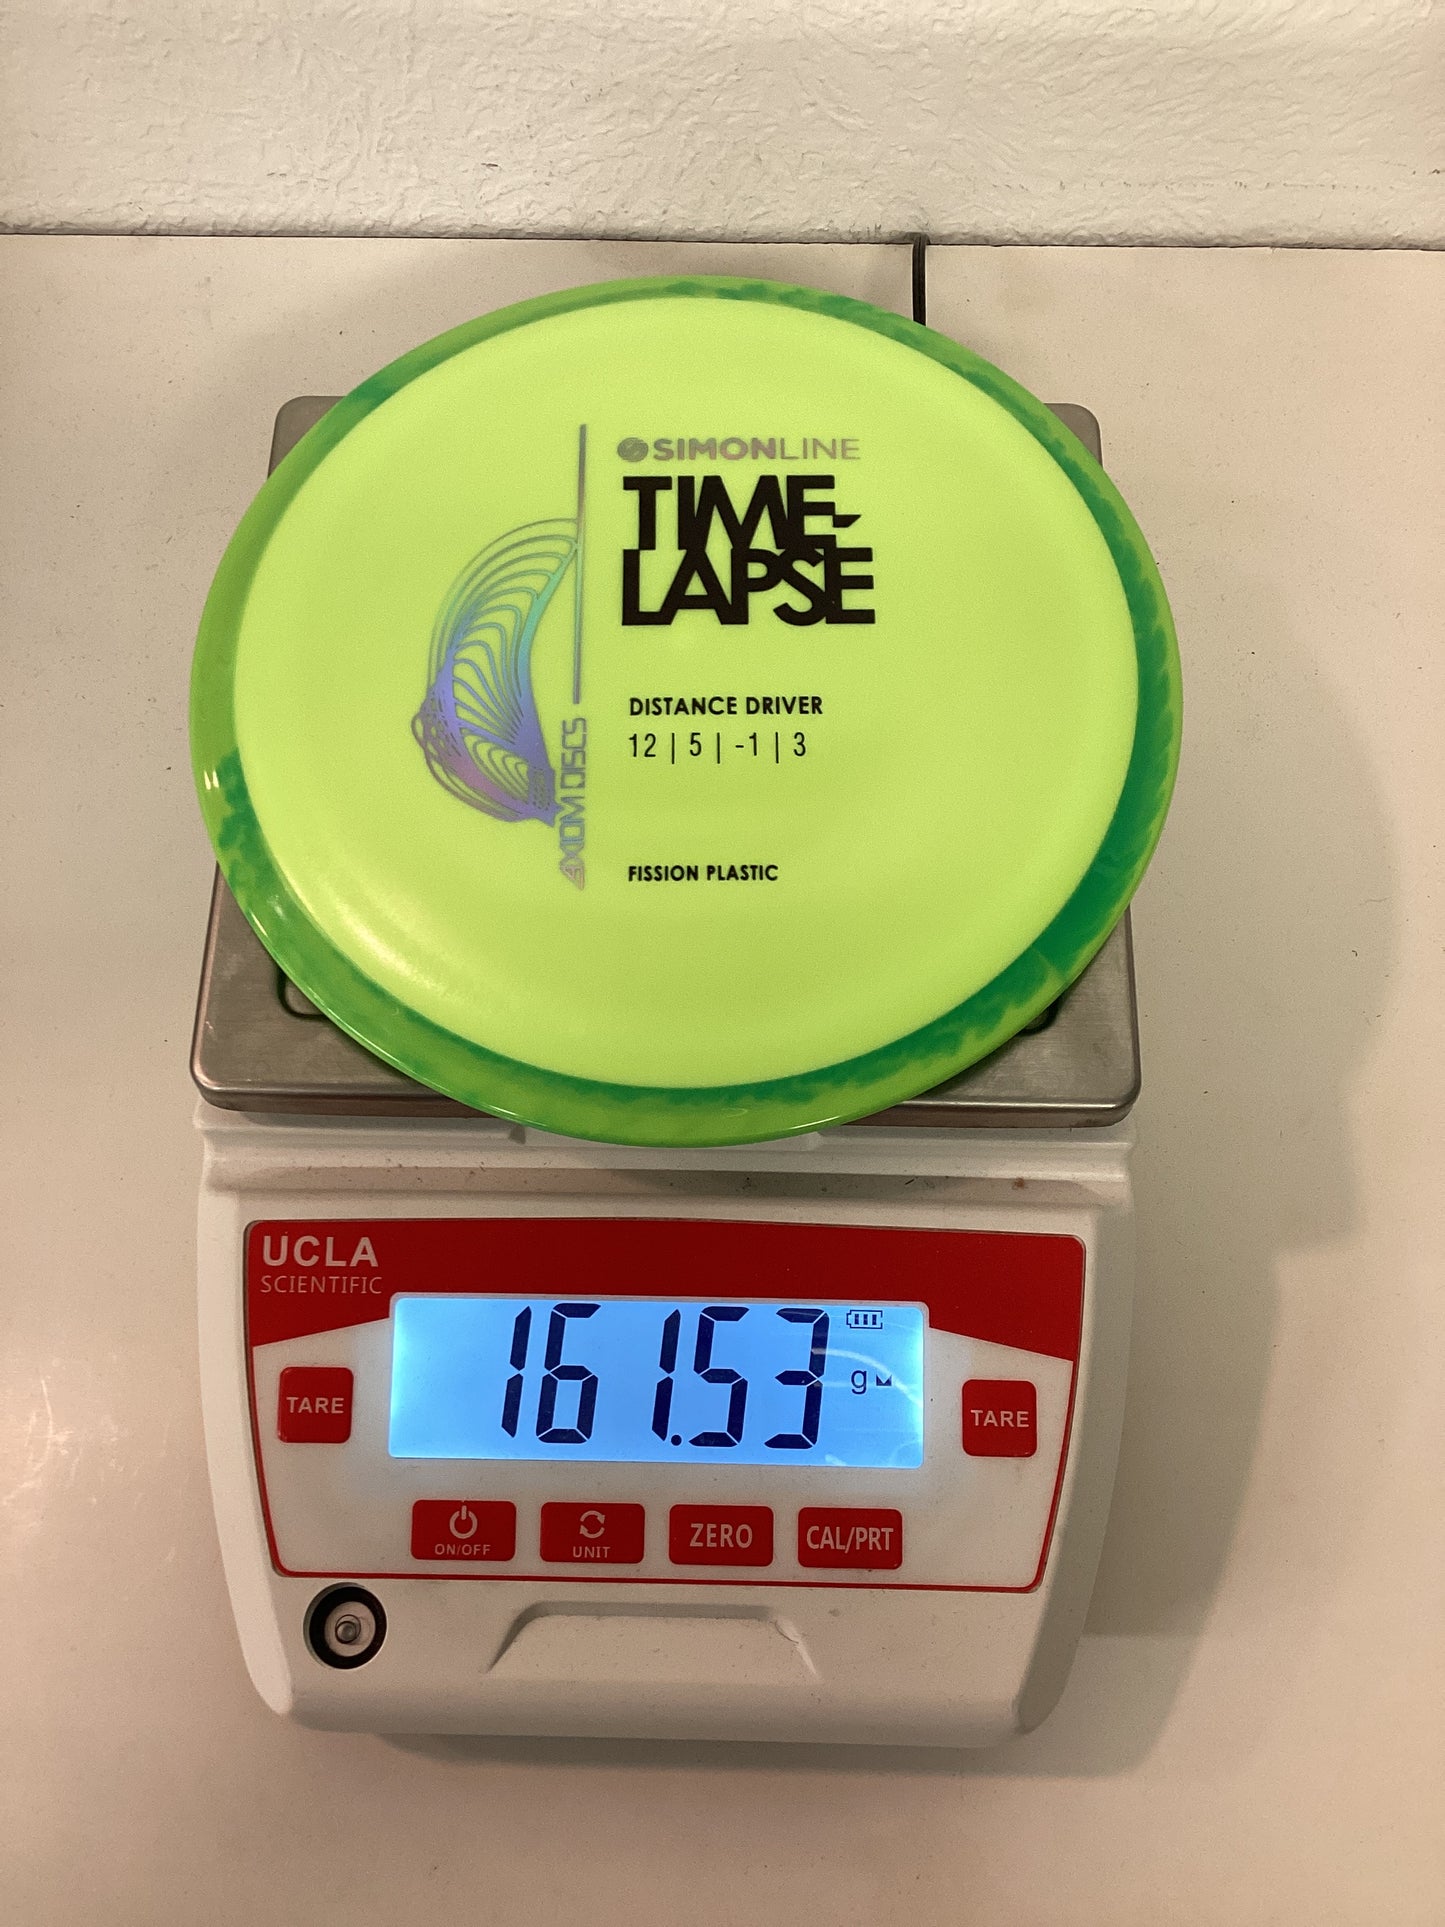 SIMONLINE
TIME-
LAPSE
DISTANCE DRIVER
12 | 5 | -1 | 3
FISSION PLASTIC
AXIOM DISCS
UCLA
SCIENTIFIC
161.53 g
TARE
TARE
ON/OFF
UNIT
ZERO
CAL/PRT